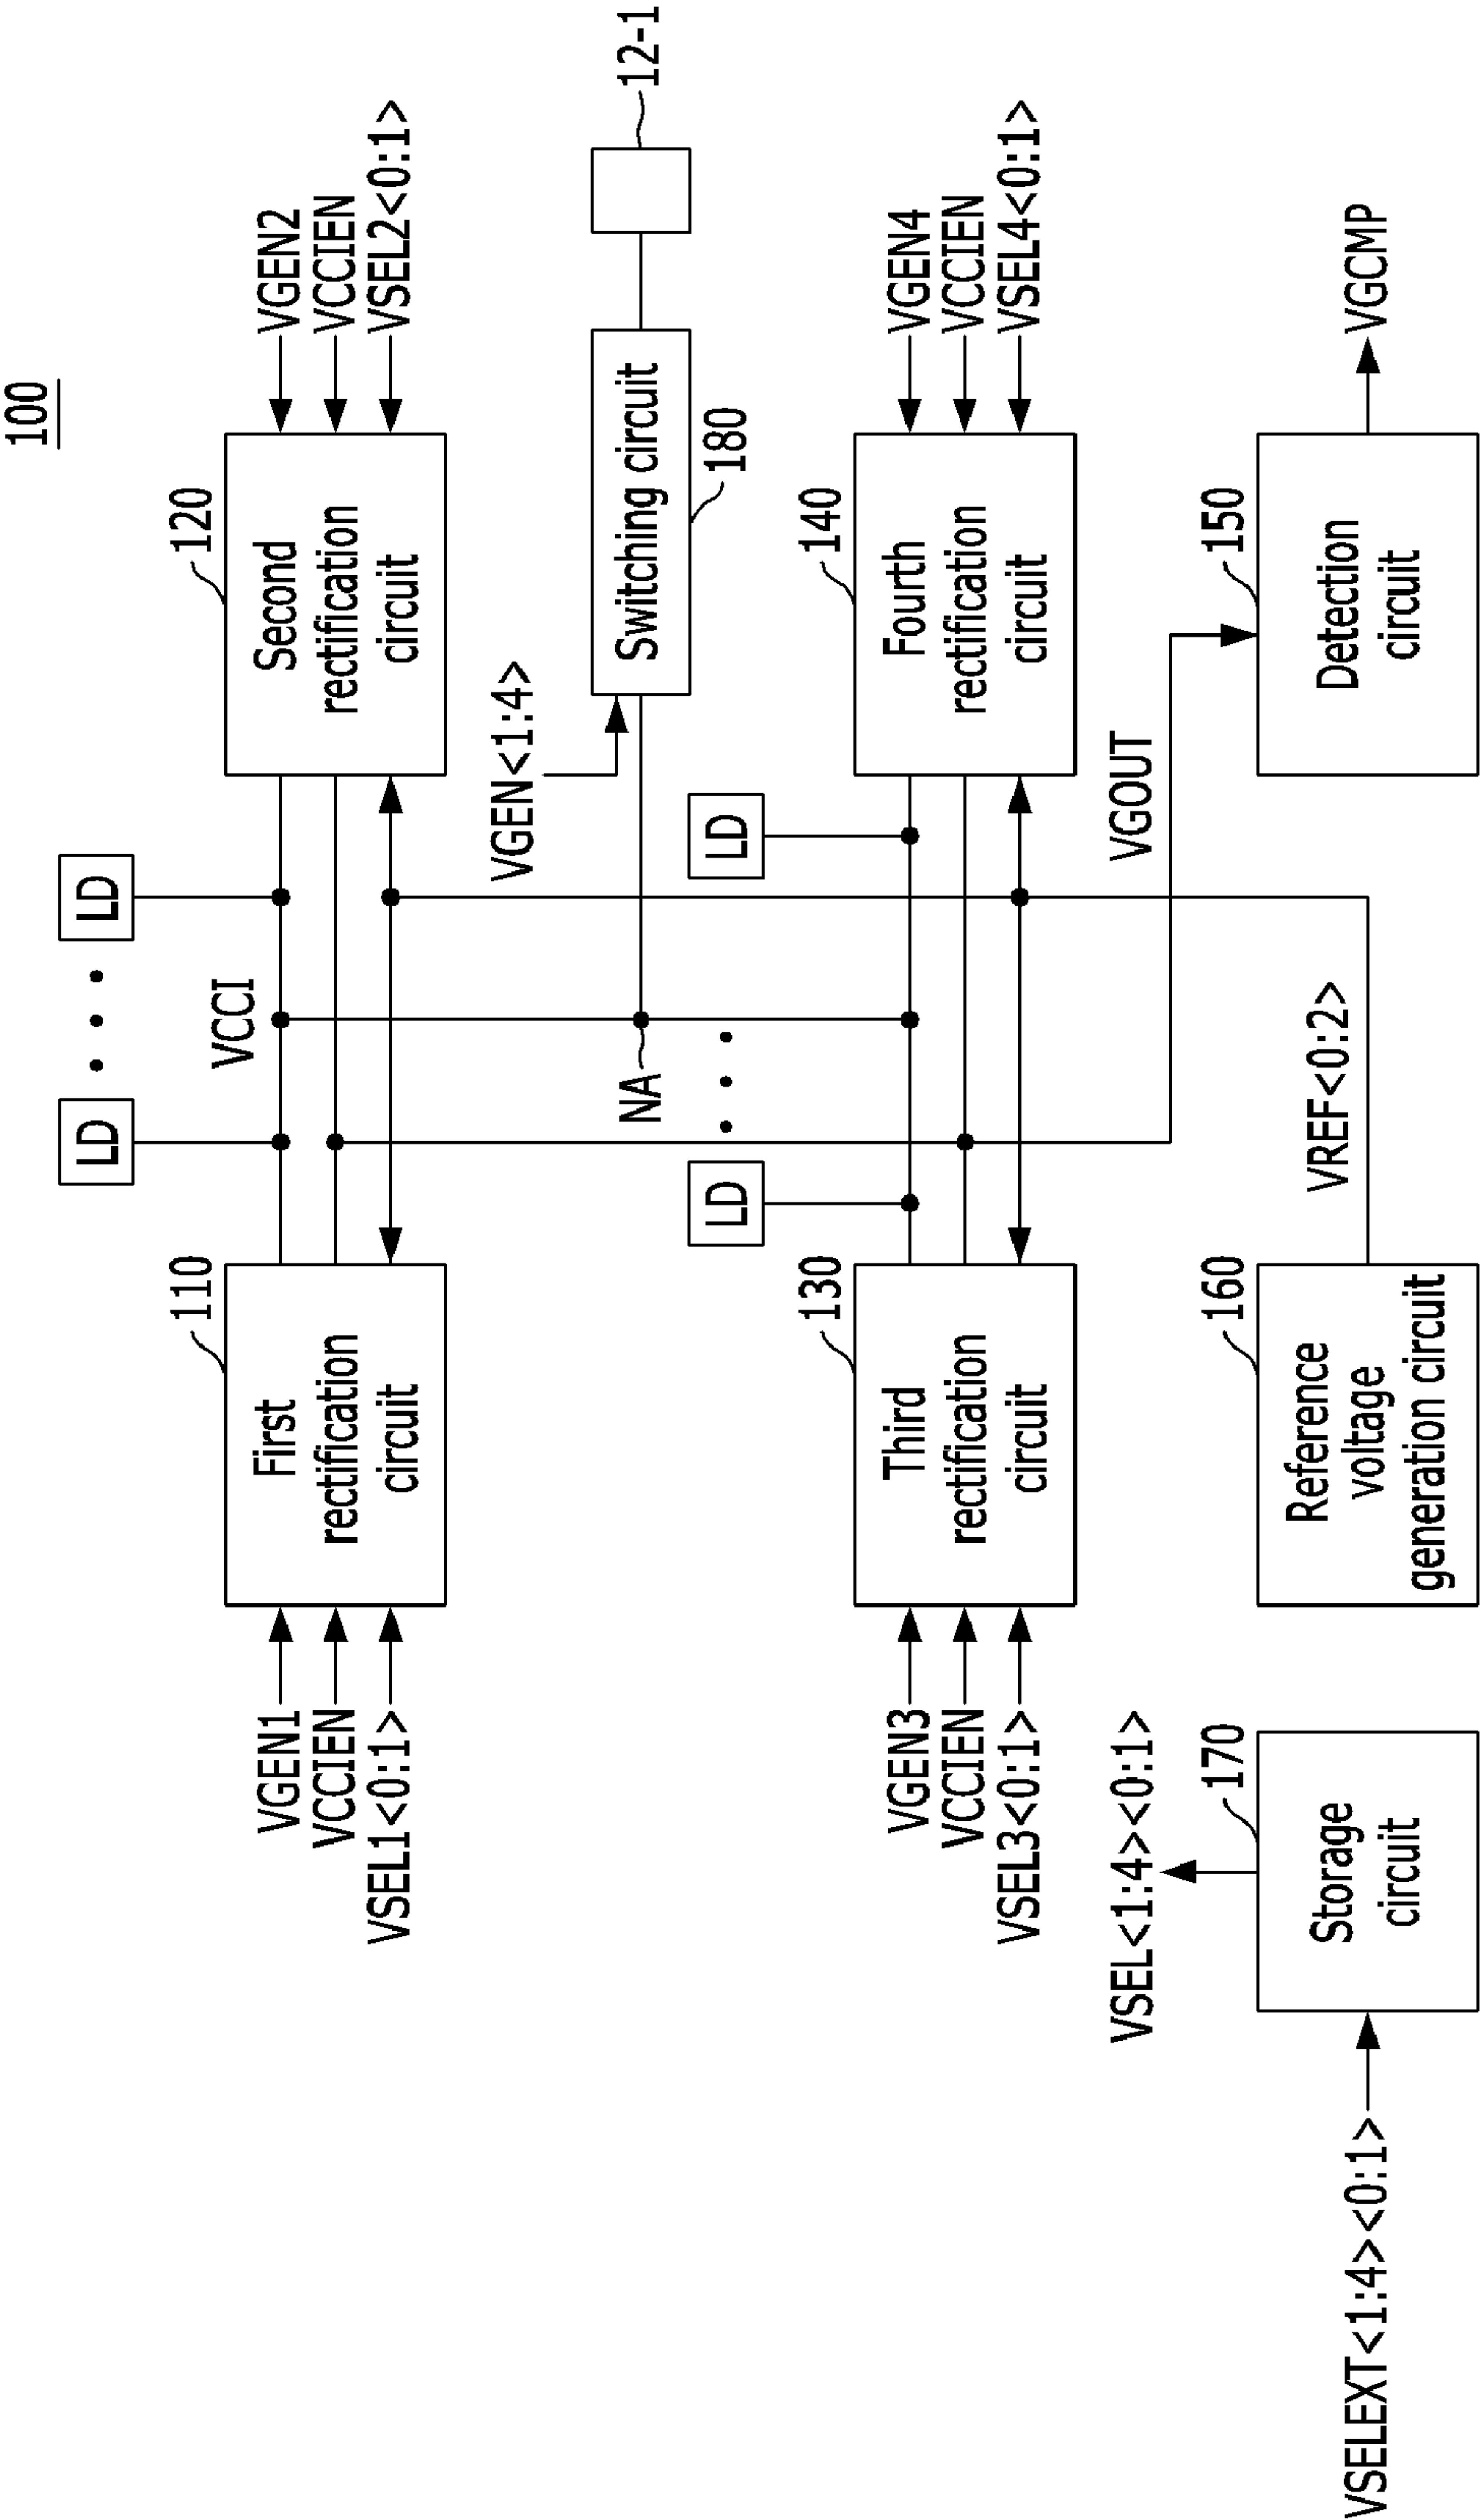 100
LD
LD
VCCI
110
First
rectification
circuit
VGEN1
VCCIEN
VSEL1<0:1>
120
Second
rectification
circuit
VGEN2
VCCIEN
VSEL2<0:1>
VGEN<1:4>
NA
Switching circuit
180
12-1
LD
LD
130
Third
rectification
circuit
VGEN3
VCCIEN
VSEL3<0:1>
140
Fourth
rectification
circuit
VGEN4
VCCIEN
VSEL4<0:1>
VSEL<1:4><0:1>
VGOUT
VSELEXT<1:4><0:1>
170
Storage
circuit
160
Reference
voltage
generation circuit
VREF<0:2>
150
Detection
circuit
VGCMP